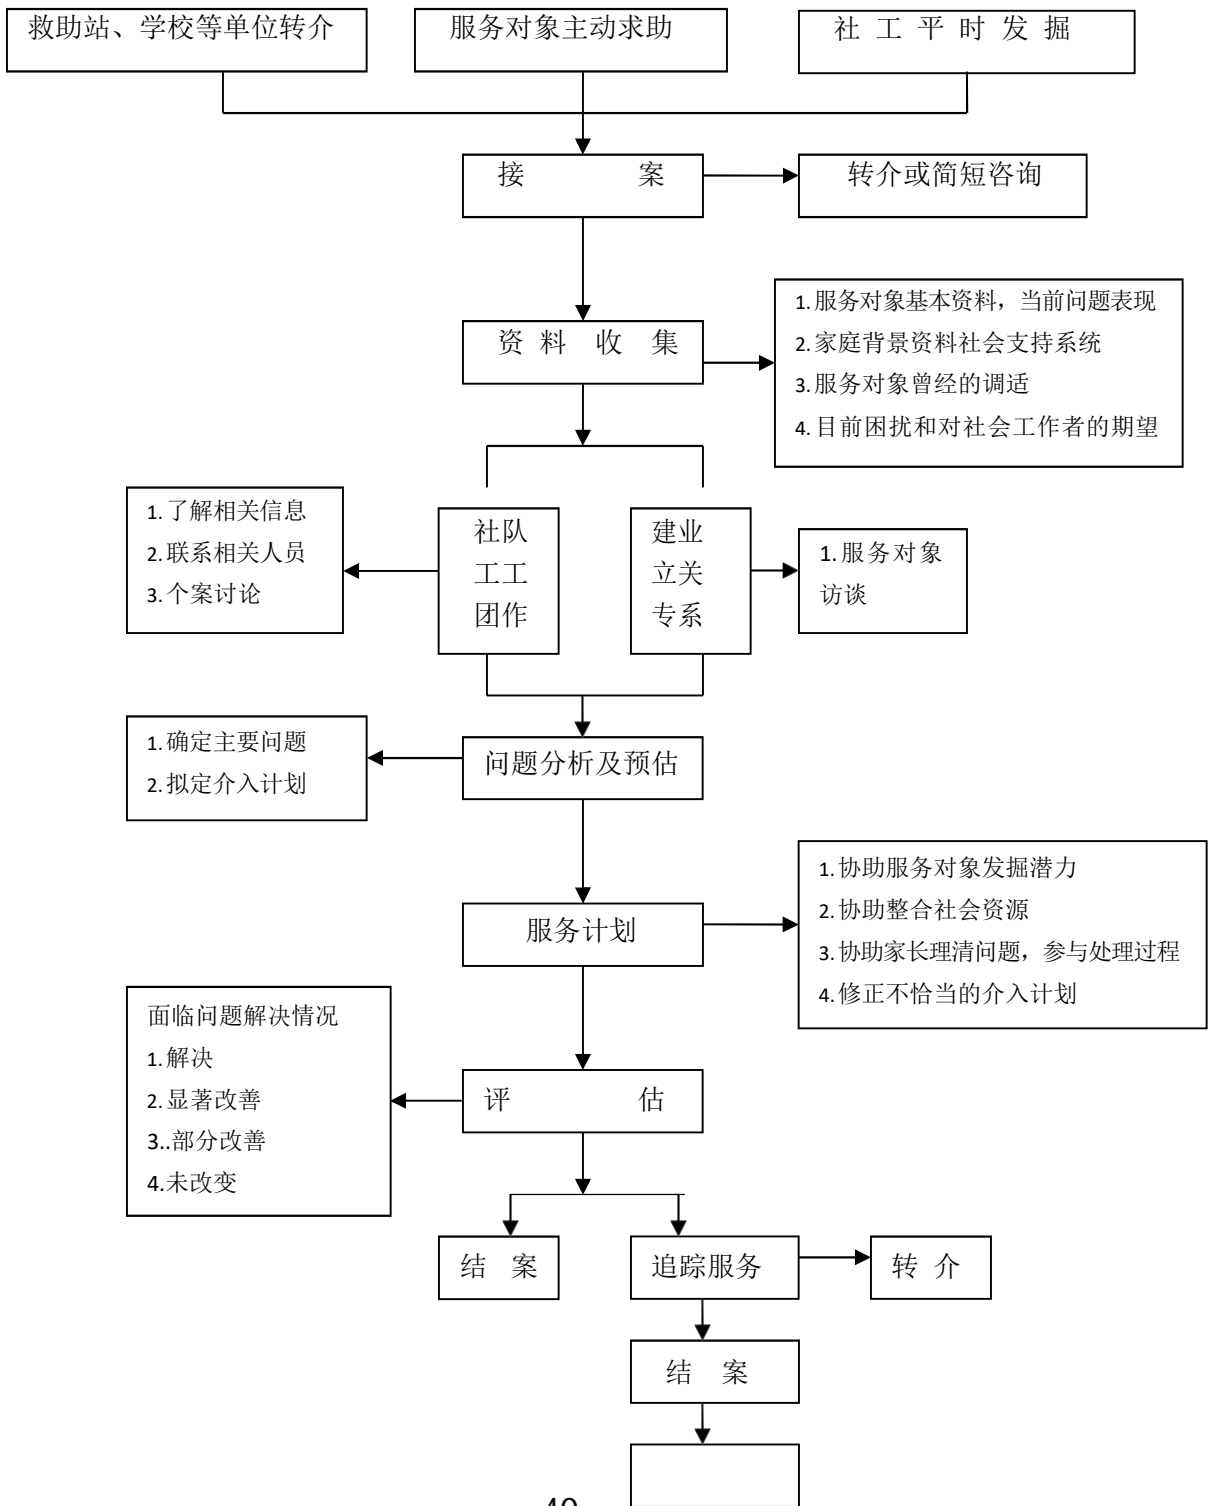 救助站、学校等单位转介
服务对象主动求助
社 工 平 时 发 掘
接 案
转介或简短咨询
资 料 收 集
1.服务对象基本资料，当前问题表现
2.家庭背景资料社会支持系统
3.服务对象曾经的调适
4.目前困扰和对社会工作者的期望
1.了解相关信息
2.联系相关人员
3.个案讨论
社队
工工
团作
建业
立关
专系
1.服务对象
访谈
1.确定主要问题
2.拟定介入计划
问题分析及预估
服务计划
1.协助服务对象发掘潜力
2.协助整合社会资源
3.协助家长理清问题，参与处理过程
4.修正不恰当的介入计划
面临问题解决情况
1.解决
2.显著改善
3..部分改善
4.未改变
评 估
结 案
追踪服务
转 介
结 案